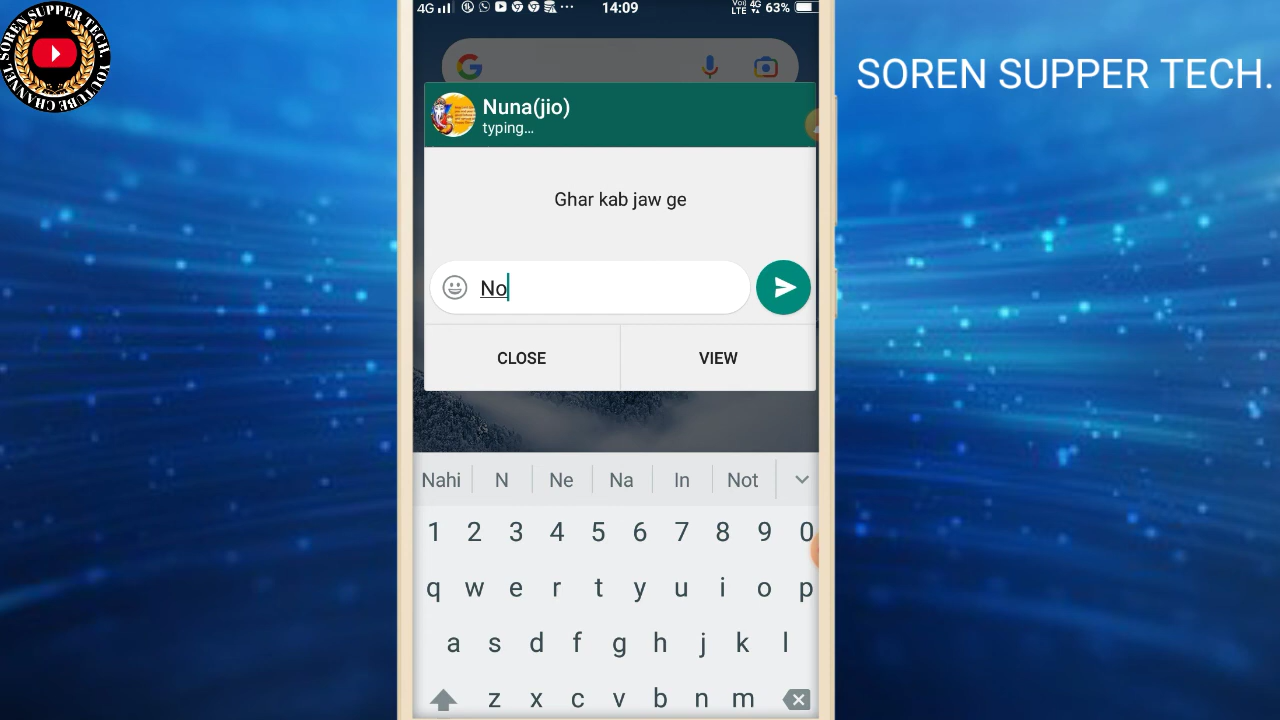 SOREN SUPPER TECH. YOUTUBE CHANNEL
SOREN SUPPER TECH.
4G 14:09 VoLTE 4G 63%
Nuna(jio)
typing...
Ghar kab jaw ge
No
CLOSE VIEW
Nahi N Ne Na In Not
1 2 3 4 5 6 7 8 9 0
q w e r t y u i o p
a s d f g h j k l
z x c v b n m